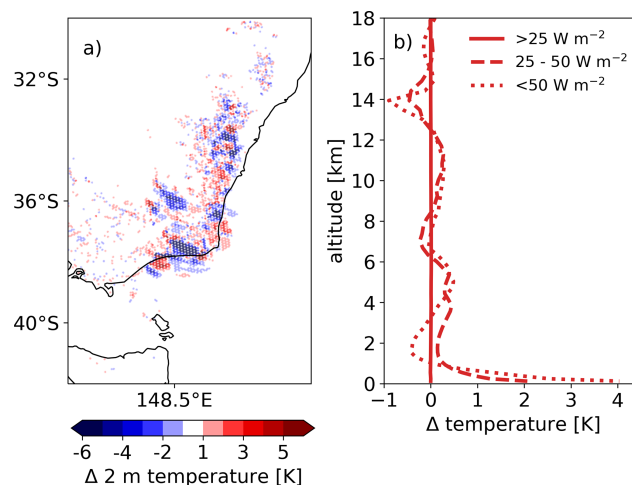 a)
32°S
36°S
40°S
148.5°E
-6 -4 -2 1 3 5
Δ 2 m temperature [K]
b)
>25 W m⁻²
25 - 50 W m⁻²
<50 W m⁻²
18
16
14
12
10
8
6
4
2
0
altitude [km]
−1 0 1 2 3 4
Δ temperature [K]